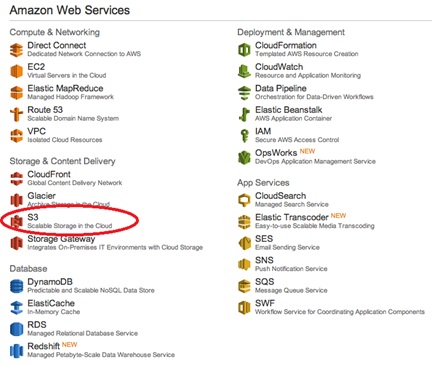 Amazon Web Services
Compute & Networking
Direct Connect
Dedicated Network Connection to AWS
EC2
Virtual Servers in the Cloud
Elastic MapReduce
Managed Hadoop Framework
Route 53
Scalable Domain Name System
VPC
Isolated Cloud Resources
Storage & Content Delivery
CloudFront
Global Content Delivery Network
Glacier
Archive Storage in the Cloud
S3
Scalable Storage in the Cloud
Storage Gateway
Integrates On-Premises IT Environments with Cloud Storage
Database
DynamoDB
Predictable and Scalable NoSQL Data Store
ElastiCache
In-Memory Cache
RDS
Managed Relational Database Service
Redshift NEW
Managed Petabyte-Scale Data Warehouse Service
Deployment & Management
CloudFormation
Templated AWS Resource Creation
CloudWatch
Resource and Application Monitoring
Data Pipeline
Orchestration for Data-Driven Workflows
Elastic Beanstalk
AWS Application Container
IAM
Secure AWS Access Control
OpsWorks NEW
DevOps Application Management Service
App Services
CloudSearch
Managed Search Service
Elastic Transcoder NEW
Easy-to-use Scalable Media Transcoding
SES
Email Sending Service
SNS
Push Notification Service
SQS
Message Queue Service
SWF
Workflow Service for Coordinating Application Components